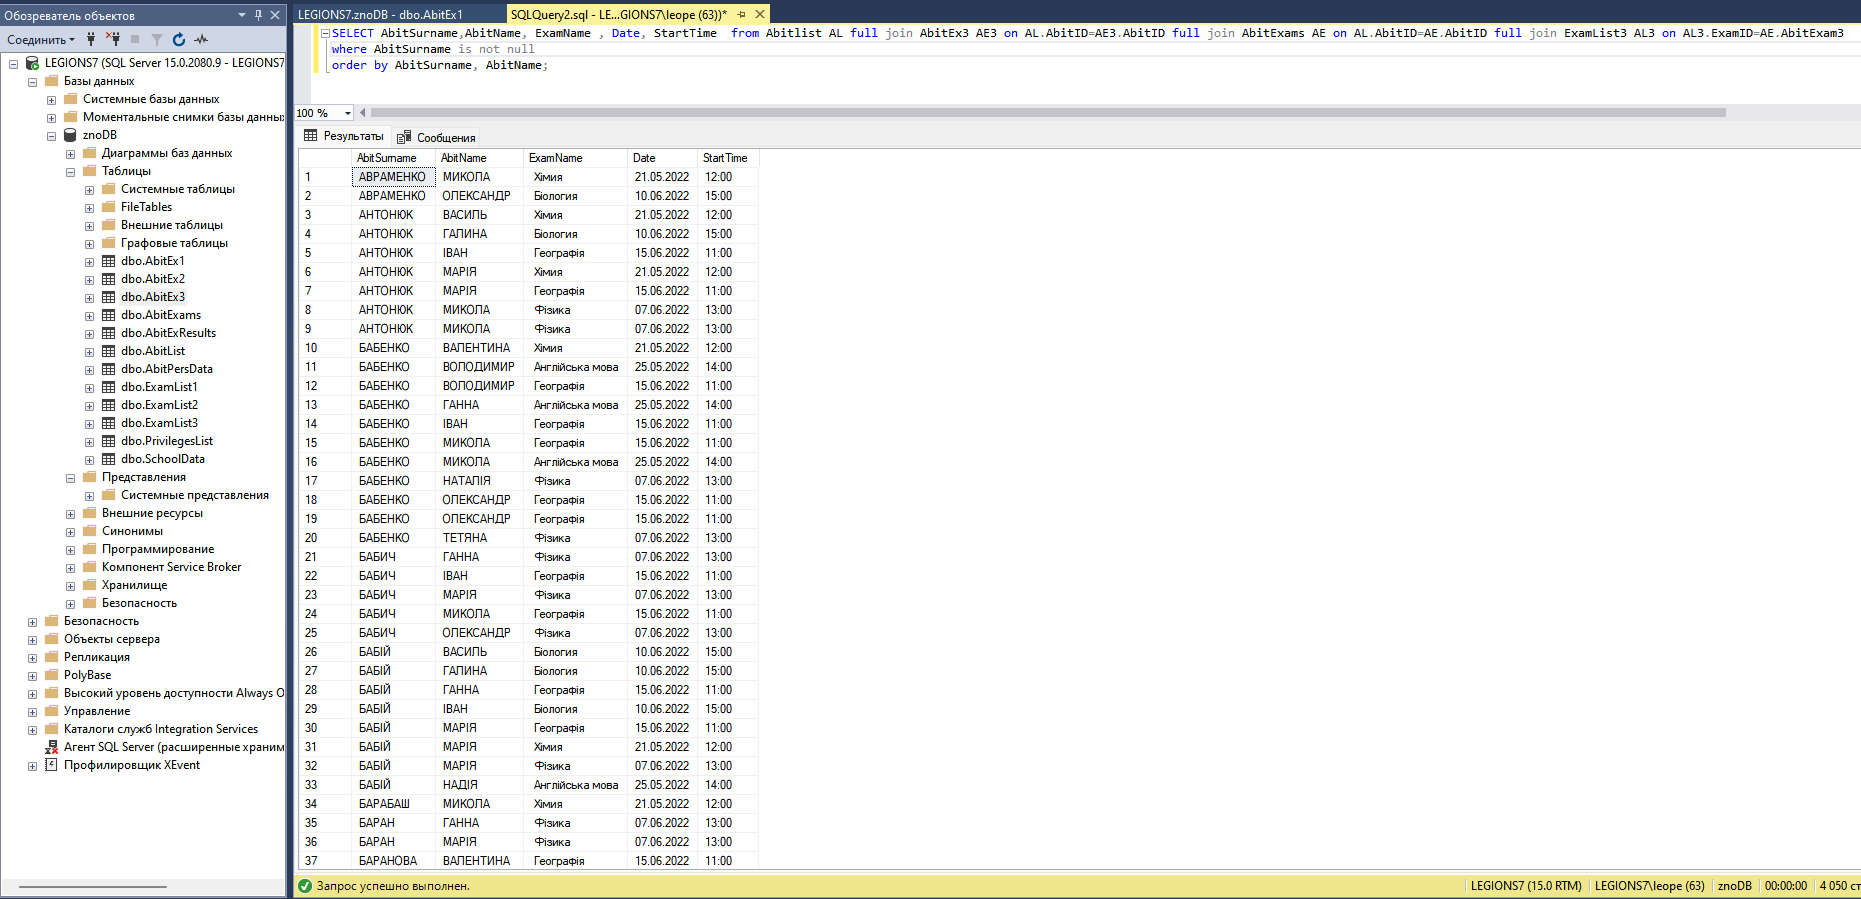 Обозреватель объектов
Соединить
LEGIONS7 (SQL Server 15.0.2080.9 - LEGIONS7
Базы данных
Системные базы данных
Моментальные снимки базы данны
znoDB
Диаграммы баз данных
Таблицы
Системные таблицы
FileTables
Внешние таблицы
Графовые таблицы
dbo.AbitEx1
dbo.AbitEx2
dbo.AbitEx3
dbo.AbitExams
dbo.AbitExResults
dbo.AbitList
dbo.AbitPersData
dbo.ExamList1
dbo.ExamList2
dbo.ExamList3
dbo.PrivilegesList
dbo.SchoolData
Представления
Системные представления
Внешние ресурсы
Синонимы
Программирование
Компонент Service Broker
Хранилище
Безопасность
Безопасность
Объекты сервера
Репликация
PolyBase
Высокий уровень доступности Always O
Управление
Каталоги служб Integration Services
Агент SQL Server (расширенные храним
Профилировщик XEvent
LEGIONS7.znoDB - dbo.AbitEx1
SQLQuery2.sql - LE...GIONS7\leope (63))*
SELECT AbitSurname,AbitName, ExamName , Date, StartTime from Abitlist AL full join AbitEx3 AE3 on AL.AbitID=AE3.AbitID full join AbitExams AE on AL.AbitID=AE.AbitID full join ExamList3 AL3 on AL3.ExamID=AE.AbitExam3
where AbitSurname is not null
order by AbitSurname, AbitName;
100 %
Результаты Сообщения
AbitSurname AbitName ExamName Date StartTime
1 АВРАМЕНКО МИКОЛА Хімия 21.05.2022 12:00
2 АВРАМЕНКО ОЛЕКСАНДР Біология 10.06.2022 15:00
3 АНТОНЮК ВАСИЛЬ Хімия 21.05.2022 12:00
4 АНТОНЮК ГАЛИНА Біология 10.06.2022 15:00
5 АНТОНЮК ІВАН Географія 15.06.2022 11:00
6 АНТОНЮК МАРІЯ Хімия 21.05.2022 12:00
7 АНТОНЮК МАРІЯ Географія 15.06.2022 11:00
8 АНТОНЮК МИКОЛА Фізика 07.06.2022 13:00
9 АНТОНЮК МИКОЛА Фізика 07.06.2022 13:00
10 БАБЕНКО ВАЛЕНТИНА Хімия 21.05.2022 12:00
11 БАБЕНКО ВОЛОДИМИР Англійська мова 25.05.2022 14:00
12 БАБЕНКО ВОЛОДИМИР Географія 15.06.2022 11:00
13 БАБЕНКО ГАННА Англійська мова 25.05.2022 14:00
14 БАБЕНКО ІВАН Географія 15.06.2022 11:00
15 БАБЕНКО МИКОЛА Географія 15.06.2022 11:00
16 БАБЕНКО МИКОЛА Англійська мова 25.05.2022 14:00
17 БАБЕНКО НАТАЛІЯ Фізика 07.06.2022 13:00
18 БАБЕНКО ОЛЕКСАНДР Географія 15.06.2022 11:00
19 БАБЕНКО ОЛЕКСАНДР Географія 15.06.2022 11:00
20 БАБЕНКО ТЕТЯНА Фізика 07.06.2022 13:00
21 БАБИЧ ГАННА Фізика 07.06.2022 13:00
22 БАБИЧ ІВАН Географія 15.06.2022 11:00
23 БАБИЧ МАРІЯ Фізика 07.06.2022 13:00
24 БАБИЧ МИКОЛА Географія 15.06.2022 11:00
25 БАБИЧ ОЛЕКСАНДР Фізика 07.06.2022 13:00
26 БАБІЙ ВАСИЛЬ Біология 10.06.2022 15:00
27 БАБІЙ ГАЛИНА Біология 10.06.2022 15:00
28 БАБІЙ ГАННА Географія 15.06.2022 11:00
29 БАБІЙ ІВАН Біология 10.06.2022 15:00
30 БАБІЙ МАРІЯ Географія 15.06.2022 11:00
31 БАБІЙ МАРІЯ Хімия 21.05.2022 12:00
32 БАБІЙ МАРІЯ Фізика 07.06.2022 13:00
33 БАБІЙ НАДІЯ Англійська мова 25.05.2022 14:00
34 БАРАБАШ МИКОЛА Хімия 21.05.2022 12:00
35 БАРАН ГАННА Фізика 07.06.2022 13:00
36 БАРАН МАРІЯ Фізика 07.06.2022 13:00
37 БАРАНОВА ВАЛЕНТИНА Географія 15.06.2022 11:00
Запрос успешно выполнен.
LEGIONS7 (15.0 RTM) LEGIONS7\leope (63) znoDB 00:00:00 4 050 ст